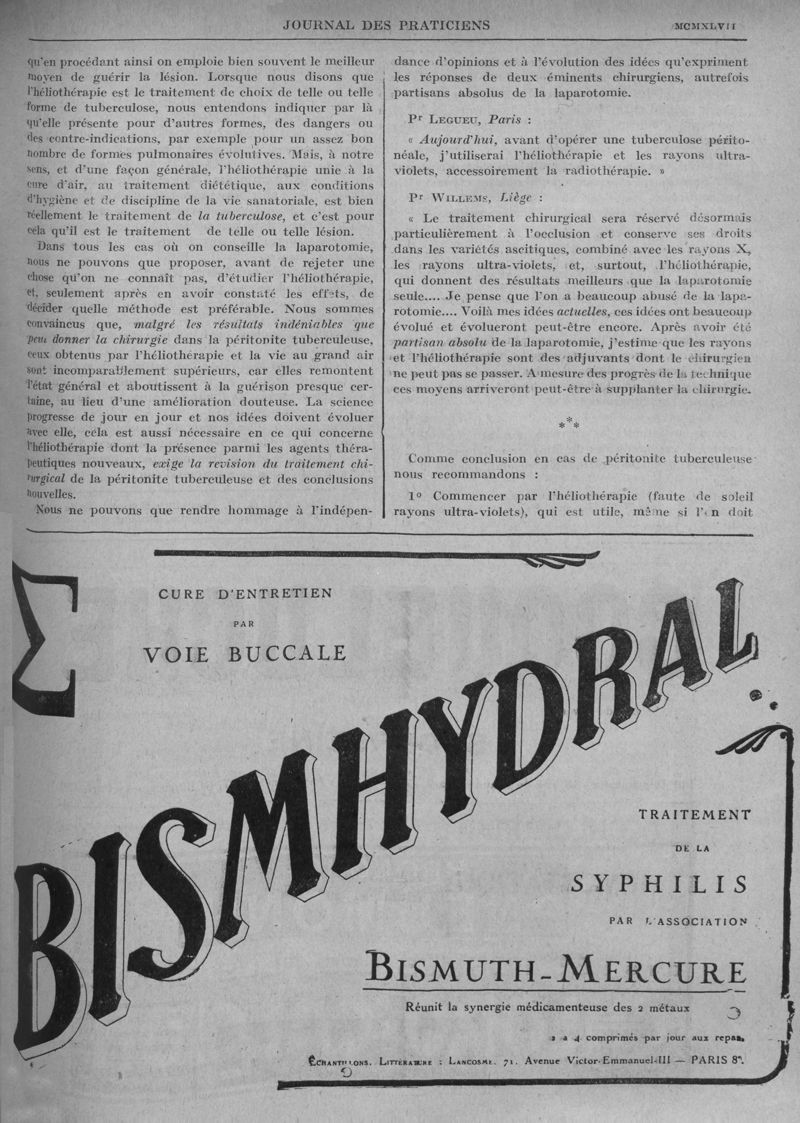 JOURNAL DES PRATICIENS
MCMXLVII
qu'en procédant ainsi on emploie bien souvent le meilleur
moyen de guérir la lésion. Lorsque nous disons que
l'héliothérapie est le traitement de choix de telle ou telle
forme de tuberculose, nous entendons indiquer par là
qu'elle présente pour d'autres formes, des dangers ou
des contre-indications, par exemple pour un assez bon
nombre de formes pulmonaires évolutives. Mais, à notre
sens, et d'une façon générale, l'héliothérapie unie à la
cure d'air, au traitement diététique, aux conditions
d'hygiène et de discipline de la vie sanatoriale, est bien
réellement le traitement de la tuberculose, et c'est pour
cela qu'il est le traitement de telle ou telle lésion.
Dans tous les cas où on conseille la laparotomie,
nous ne pouvons que proposer, avant de rejeter une
chose qu'on ne connaît pas, d'étudier l'héliothérapie,
et, seulement après en avoir constaté les effets, de
décider quelle méthode est préférable. Nous sommes
convaincus que, malgré les résultats indéniables que
peu donner la chirurgie dans la péritonite tuberculeuse,
ceux obtenus par l'héliothérapie et la vie au grand air
sont incomparablement supérieurs, car elles remontent
l'état général et aboutissent à la guérison presque cer-
taine, au lieu d'une amélioration douteuse. La science
progresse de jour en jour et nos idées doivent évoluer
avec elle, cela est aussi nécessaire en ce qui concerne
l'héliothérapie dont la présence parmi les agents théra-
peutiques nouveaux, exige la revision du traitement chi-
rurgical de la péritonite tuberculeuse et des conclusions
nouvelles.
Nous ne pouvons que rendre hommage à l'indépen-
dance d'opinions et à l'évolution des idées qu'expriment
les réponses de deux éminents chirurgiens, autrefois
partisans absolus de la laparotomie.
Pr LEGUEU, Paris :
« Aujourd'hui, avant d'opérer une tuberculose périto-
néale, j'utiliserai l'héliothérapie et les rayons ultra-
violets, accessoirement la radiothérapie. »
Pr WILLEMS, Liège :
« Le traitement chirurgical sera réservé désormais
particulièrement à l'occlusion et conserve ses droits
dans les variétés ascitiques, combiné avec les rayons X,
les rayons ultra-violets, et, surtout, l'héliothérapie,
qui donnent des résultats meilleurs que la laparotomie
seule.... Je pense que l'on a beaucoup abusé de la lapa-
rotomie.... Voilà mes idées actuelles, ces idées ont beaucoup
évolué et évolueront peut-être encore. Après avoir été
partisan absolu de la laparotomie, j'estime que les rayons
et l'héliothérapie sont des adjuvants dont le chirurgien
ne peut pas se passer. A mesure des progrès de la technique
ces moyens arriveront peut-être à supplanter la chirurgie.
* * *
Comme conclusion en cas de péritonite tuberculeuse
nous recommandons :
1º Commencer par l'héliothérapie (faute de soleil
rayons ultra-violets), qui est utile, même si l'on doit
Σ
CURE D'ENTRETIEN
PAR
VOIE BUCCALE
BISMHYDRAL
TRAITEMENT
DE LA
SYPHILIS
PAR L'ASSOCIATION
BISMUTH-MERCURE
Réunit la synergie médicamenteuse des 2 métaux
2 a 4 comprimés par jour aux repas.
ÉCHANTILLONS. LITTÉRATURE : LANCOSME. 71. Avenue Victor-Emmanuel-III — PARIS 8e.